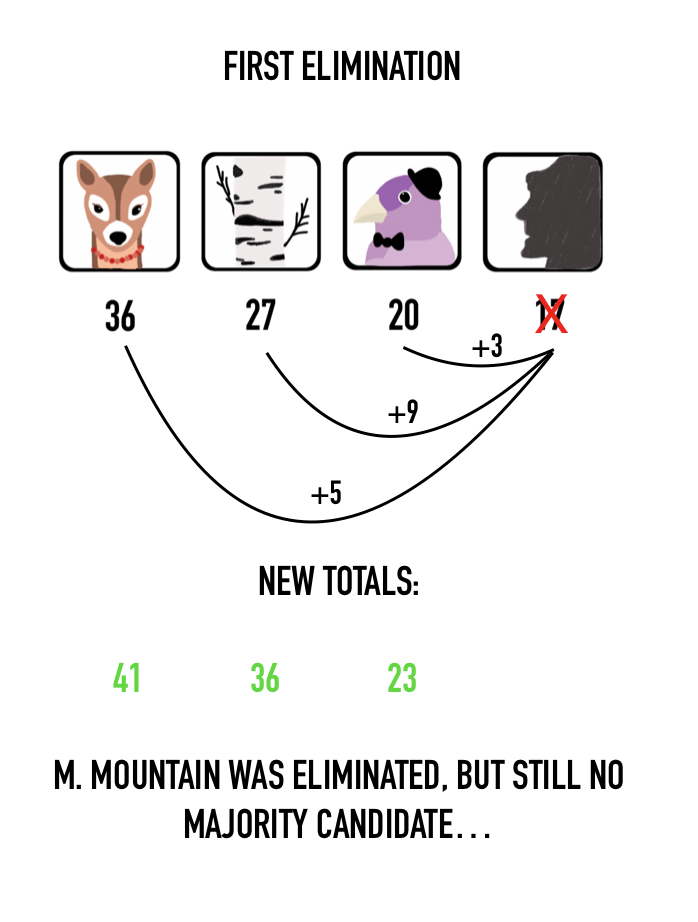 FIRST ELIMINATION
36 27 20 17
+3
+9
+5
NEW TOTALS:
41 36 23
M. MOUNTAIN WAS ELIMINATED, BUT STILL NO
MAJORITY CANDIDATE...